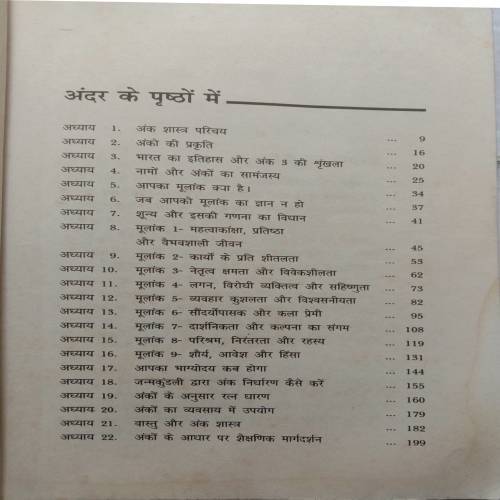 अंदर के पृष्ठों में
अध्याय 1. अंक शास्त्र परिचय ... 9
अध्याय 2. अंकों की प्रकृति ... 16
अध्याय 3. भारत का इतिहास और अंक 3 की शृंखला ... 20
अध्याय 4. नामों और अंकों का सामंजस्य ... 25
अध्याय 5. आपका मूलांक क्या है। ... 34
अध्याय 6. जब आपको मूलांक का ज्ञान न हो ... 37
अध्याय 7. शून्य और इसकी गणना का विधान ... 41
अध्याय 8. मूलांक 1- महत्वाकांक्षा, प्रतिष्ठा
और वैभवशाली जीवन ... 45
अध्याय 9. मूलांक 2- कार्यों के प्रति शीतलता ... 53
अध्याय 10. मूलांक 3- नेतृत्व क्षमता और विवेकशीलता ... 62
अध्याय 11. मूलांक 4- लगन, विरोधी व्यक्तित्व और सहिष्णुता ... 73
अध्याय 12. मूलांक 5- व्यवहार कुशलता और विश्वसनीयता ... 82
अध्याय 13. मूलांक 6- सौंदर्योपासक और कला प्रेमी ... 95
अध्याय 14. मूलांक 7- दार्शनिकता और कल्पना का संगम ... 108
अध्याय 15. मूलांक 8- परिश्रम, निरंतरता और रहस्य ... 119
अध्याय 16. मूलांक 9- शौर्य, आवेश और हिंसा ... 131
अध्याय 17. आपका भाग्योदय कब होगा ... 144
अध्याय 18. जन्मकुंडली द्वारा अंक निर्धारण कैसे करें ... 155
अध्याय 19. अंकों के अनुसार रत्न धारण ... 160
अध्याय 20. अंकों का व्यवसाय में उपयोग ... 179
अध्याय 21. वास्तु और अंक शास्त्र ... 182
अध्याय 22. अंकों के आधार पर शैक्षणिक मार्गदर्शन ... 199